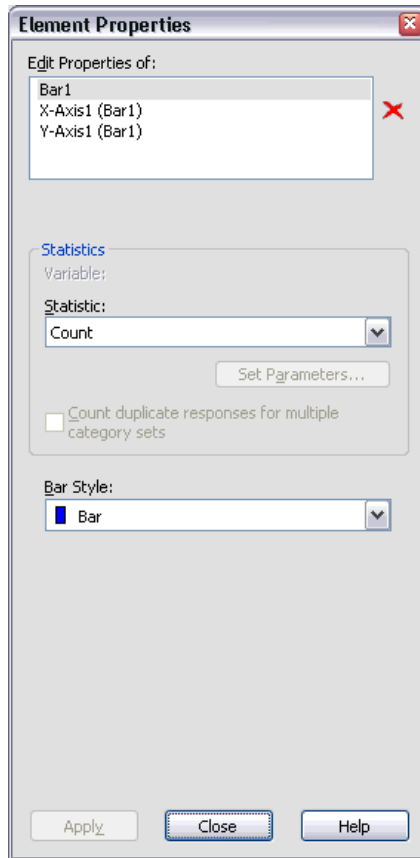 Element Properties
Edit Properties of:
Bar1
X-Axis1 (Bar1)
Y-Axis1 (Bar1)
Statistics
Variable:
Statistic:
Count
Set Parameters...
Count duplicate responses for multiple
category sets
Bar Style:
Bar
Apply
Close
Help